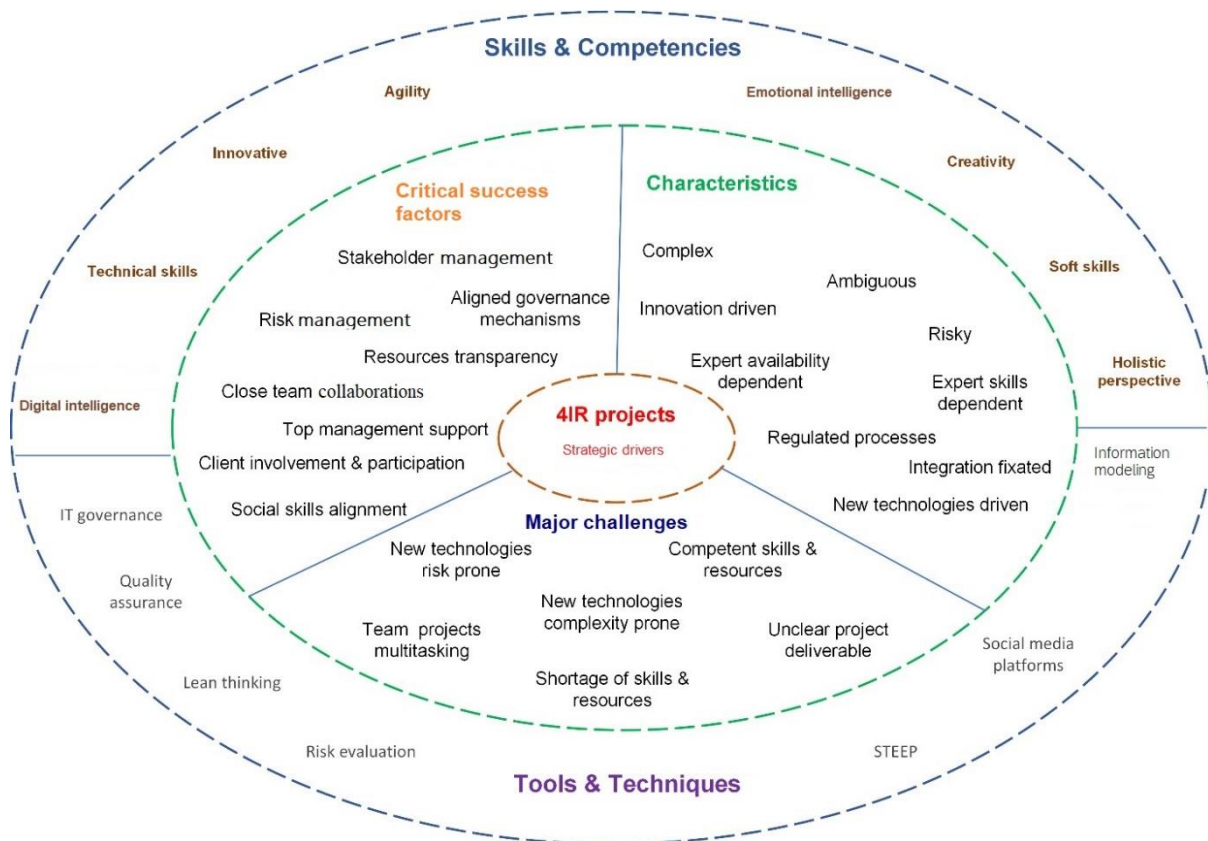 Skills & Competencies
Agility
Emotional intelligence
Innovative
Creativity
Technical skills
Soft skills
Digital intelligence
Holistic
perspective
Critical success
factors
Stakeholder management
Aligned governance
mechanisms
Risk management
Resources transparency
Close team collaborations
Top management support
Client involvement & participation
Social skills alignment
Characteristics
Complex
Ambiguous
Innovation driven
Risky
Expert availability
dependent
Expert skills
dependent
Regulated processes
Integration fixated
New technologies driven
4IR projects
Strategic drivers
Major challenges
New technologies
risk prone
Competent skills &
resources
New technologies
complexity prone
Team projects
multitasking
Unclear project
deliverable
Shortage of skills &
resources
Information
modeling
IT governance
Quality
assurance
Social media
platforms
Lean thinking
Risk evaluation
STEEP
Tools & Techniques